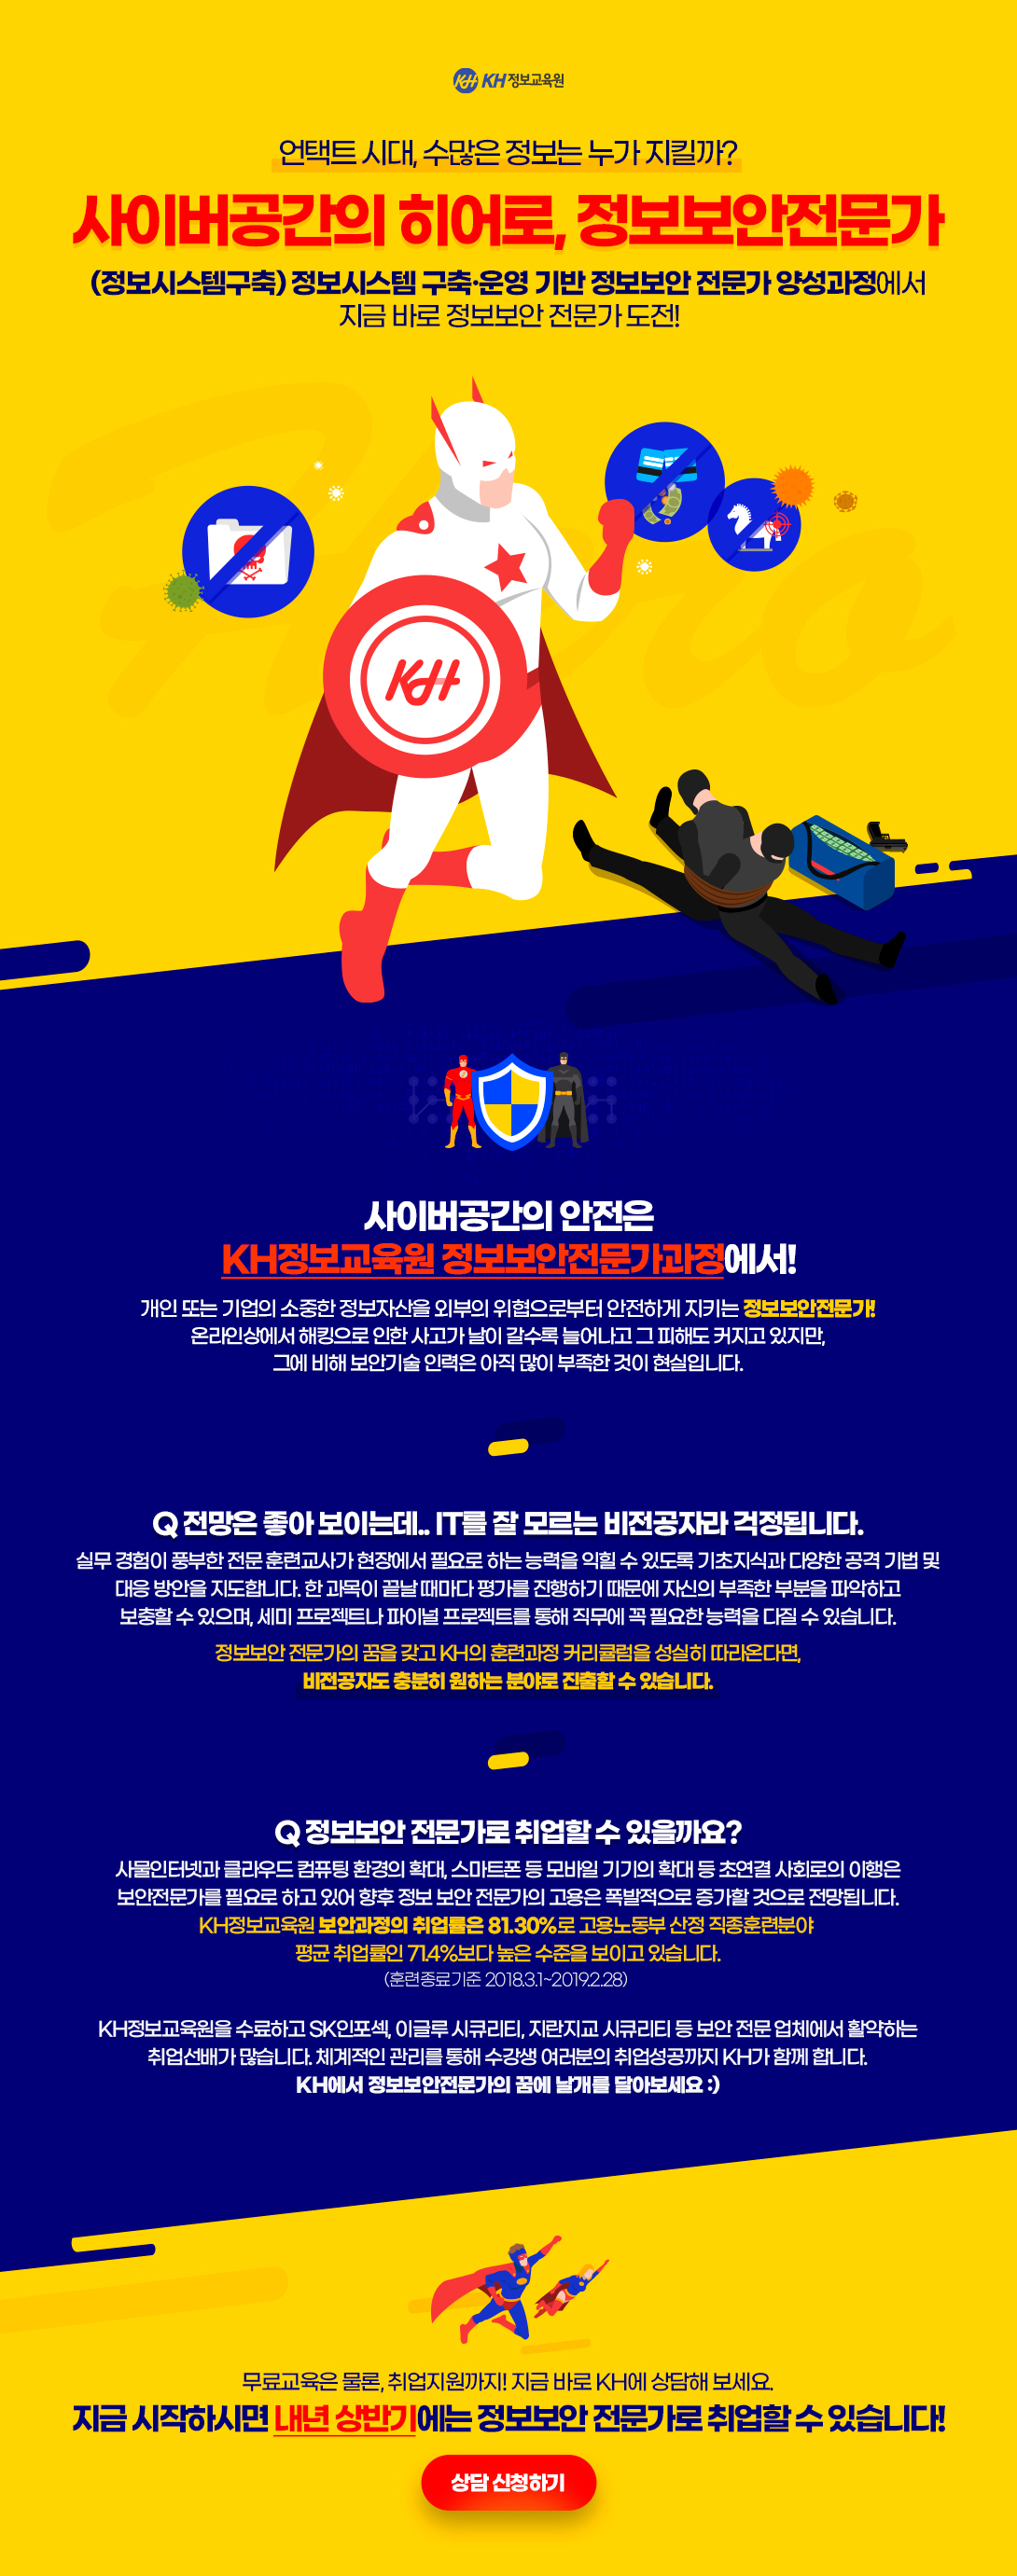 KH KH정보교육원
언택트 시대, 수많은 정보는 누가 지킬까?
사이버공간의 히어로, 정보보안전문가
(정보시스템구축) 정보시스템 구축·운영 기반 정보보안 전문가 양성과정에서
지금 바로 정보보안 전문가 도전!
Hero
KH
사이버공간의 안전은
KH정보교육원 정보보안전문가과정에서!
개인 또는 기업의 소중한 정보자산을 외부의 위협으로부터 안전하게 지키는 정보보안전문가!
온라인상에서 해킹으로 인한 사고가 날이 갈수록 늘어나고 그 피해도 커지고 있지만,
그에 비해 보안기술 인력은 아직 많이 부족한 것이 현실입니다.
Q 전망은 좋아 보이는데.. IT를 잘 모르는 비전공자라 걱정됩니다.
실무 경험이 풍부한 전문 훈련교사가 현장에서 필요로 하는 능력을 익힐 수 있도록 기초지식과 다양한 공격 기법 및
대응 방안을 지도합니다. 한 과목이 끝날 때마다 평가를 진행하기 때문에 자신의 부족한 부분을 파악하고
보충할 수 있으며, 세미 프로젝트나 파이널 프로젝트를 통해 직무에 꼭 필요한 능력을 다질 수 있습니다.
정보보안 전문가의 꿈을 갖고 KH의 훈련과정 커리큘럼을 성실히 따라온다면,
비전공자도 충분히 원하는 분야로 진출할 수 있습니다.
Q 정보보안 전문가로 취업할 수 있을까요?
사물인터넷과 클라우드 컴퓨팅 환경의 확대, 스마트폰 등 모바일 기기의 확대 등 초연결 사회로의 이행은
보안전문가를 필요로 하고 있어 향후 정보 보안 전문가의 고용은 폭발적으로 증가할 것으로 전망됩니다.
KH정보교육원 보안과정의 취업률은 81.30%로 고용노동부 산정 직종훈련분야
평균 취업률인 71.4%보다 높은 수준을 보이고 있습니다.
(훈련종료기준 2018.3.1~2019.2.28)
KH정보교육원을 수료하고 SK인포섹, 이글루 시큐리티, 지란지교 시큐리티 등 보안 전문 업체에서 활약하는
취업선배가 많습니다. 체계적인 관리를 통해 수강생 여러분의 취업성공까지 KH가 함께 합니다.
KH에서 정보보안전문가의 꿈에 날개를 달아보세요 :)
무료교육은 물론, 취업지원까지! 지금 바로 KH에 상담해 보세요.
지금 시작하시면 내년 상반기에는 정보보안 전문가로 취업할 수 있습니다!
상담 신청하기